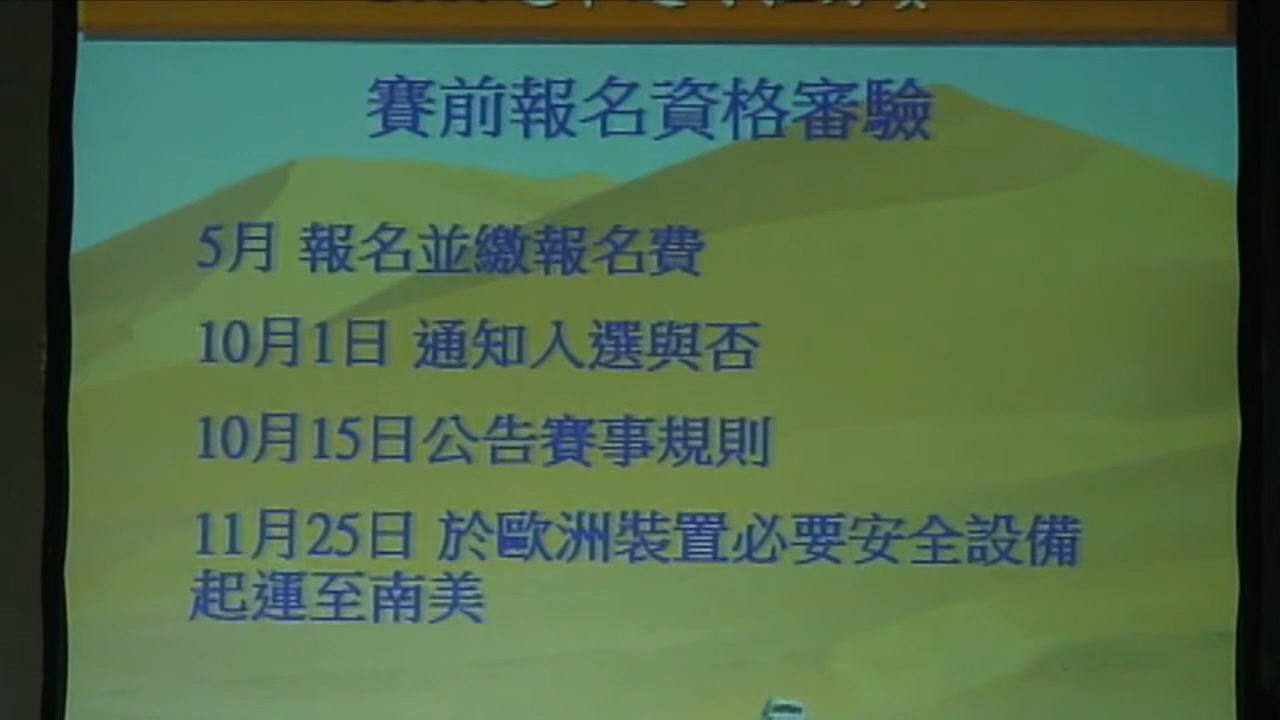 賽前報名資格審驗
5月 報名並繳報名費
10月1日 通知入選與否
10月15日公告賽事規則
11月25日 於歐洲裝置必要安全設備
起運至南美